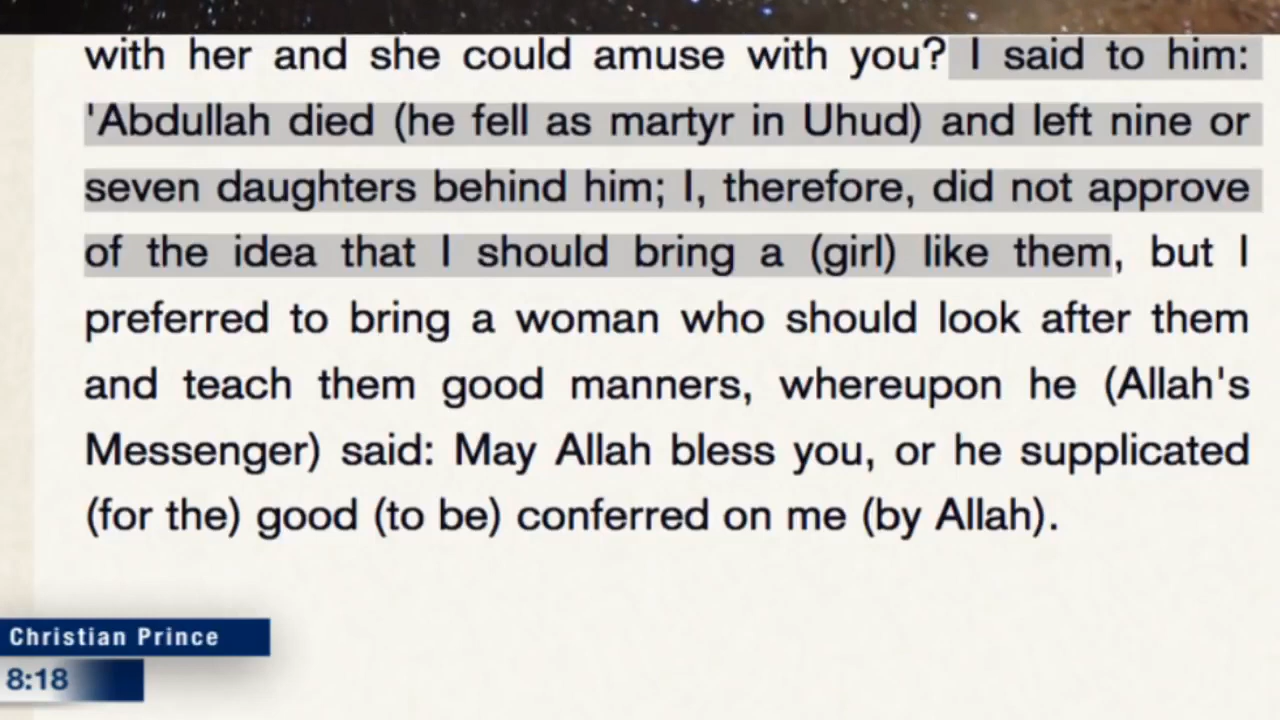 with her and she could amuse with you? I said to him:
'Abdullah died (he fell as martyr in Uhud) and left nine or
seven daughters behind him; I, therefore, did not approve
of the idea that I should bring a (girl) like them, but I
preferred to bring a woman who should look after them
and teach them good manners, whereupon he (Allah's
Messenger) said: May Allah bless you, or he supplicated
(for the) good (to be) conferred on me (by Allah).
Christian Prince
8:18